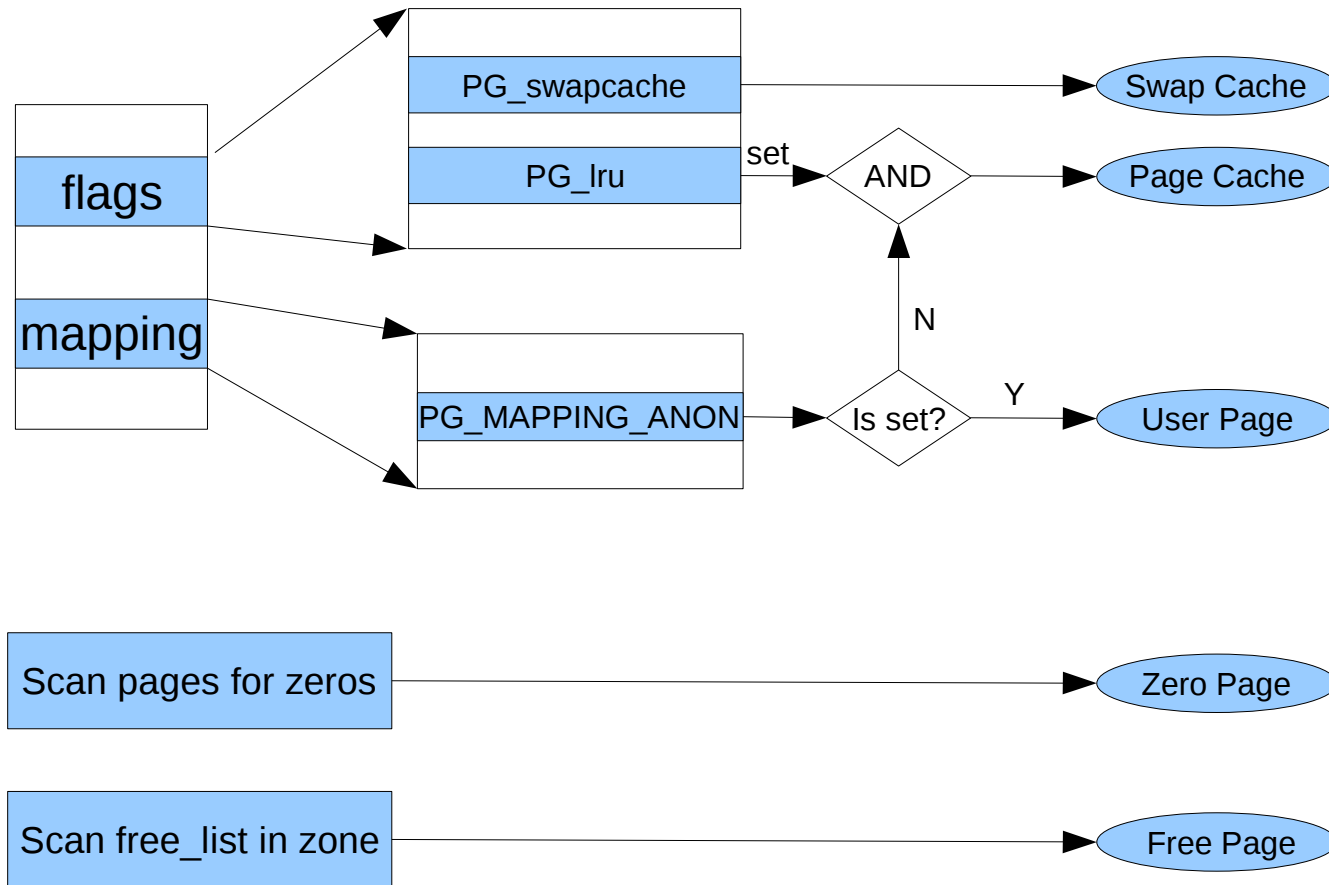 PG_swapcache
Swap Cache
set
flags
PG_lru
AND
Page Cache
mapping
N
PG_MAPPING_ANON
Is set?
Y
User Page
Scan pages for zeros
Zero Page
Scan free_list in zone
Free Page